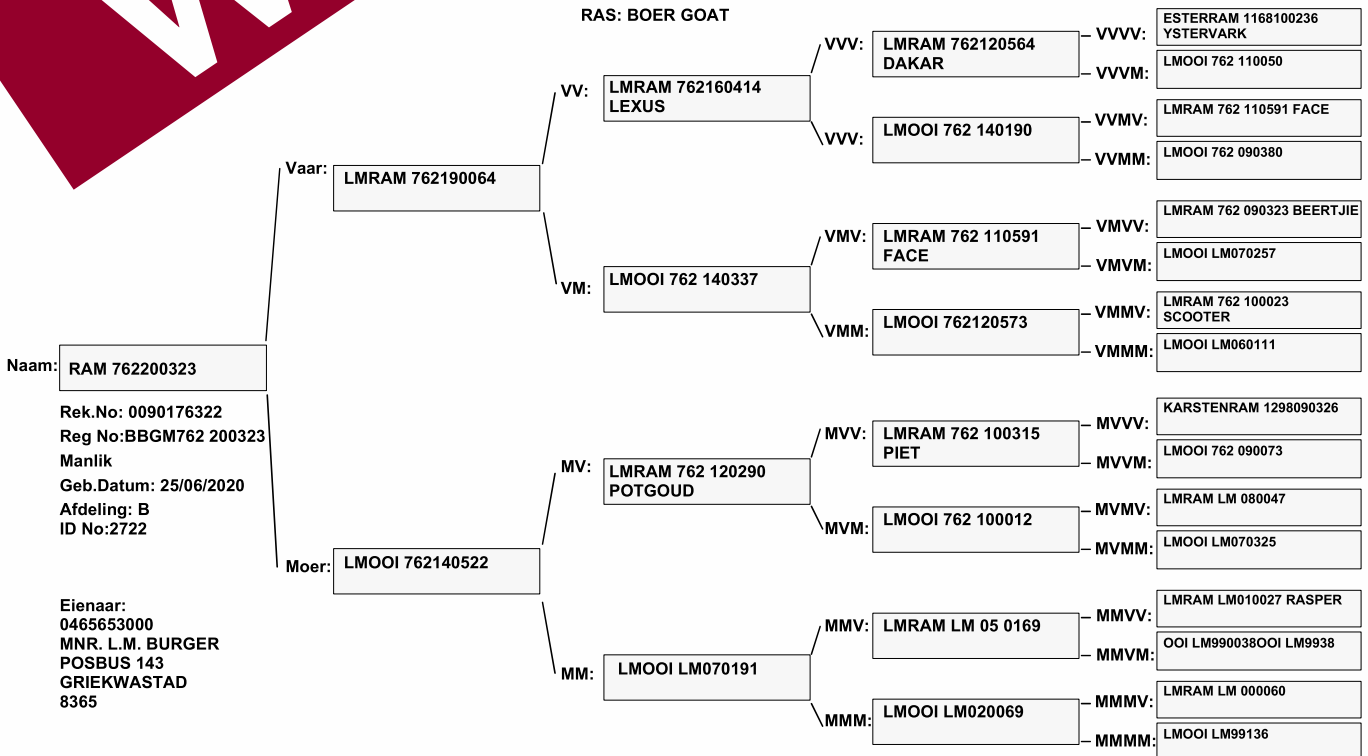 RAS: BOER GOAT
Naam:
RAM 762200323
Rek.No: 0090176322
Reg No:BBGM762 200323
Manlik
Geb.Datum: 25/06/2020
Afdeling: B
ID No:2722
Eienaar:
0465653000
MNR. L.M. BURGER
POSBUS 143
GRIEKWASTAD
8365
Vaar:
LMRAM 762190064
Moer:
LMOOI 762140522
VV:
LMRAM 762160414
LEXUS
VM:
LMOOI 762 140337
MV:
LMRAM 762 120290
POTGOUD
MM:
LMOOI LM070191
VVV:
LMRAM 762120564
DAKAR
VVV:
LMOOI 762 140190
VMV:
LMRAM 762 110591
FACE
VMM:
LMOOI 762120573
MVV:
LMRAM 762 100315
PIET
MVM:
LMOOI 762 100012
MMV:
LMRAM LM 05 0169
MMM:
LMOOI LM020069
VVVV:
ESTERRAM 1168100236
YSTERVARK
VVVM:
LMOOI 762 110050
VVMV:
LMRAM 762 110591 FACE
VVMM:
LMOOI 762 090380
VMVV:
LMRAM 762 090323 BEERTJIE
VMVM:
LMOOI LM070257
VMMV:
LMRAM 762 100023
SCOOTER
VMMM:
LMOOI LM060111
MVVV:
KARSTENRAM 1298090326
MVVM:
LMOOI 762 090073
MVMV:
LMRAM LM 080047
MVMM:
LMOOI LM070325
MMVV:
LMRAM LM010027 RASPER
MMVM:
OOI LM990038OOI LM9938
MMMV:
LMRAM LM 000060
MMMM:
LMOOI LM99136